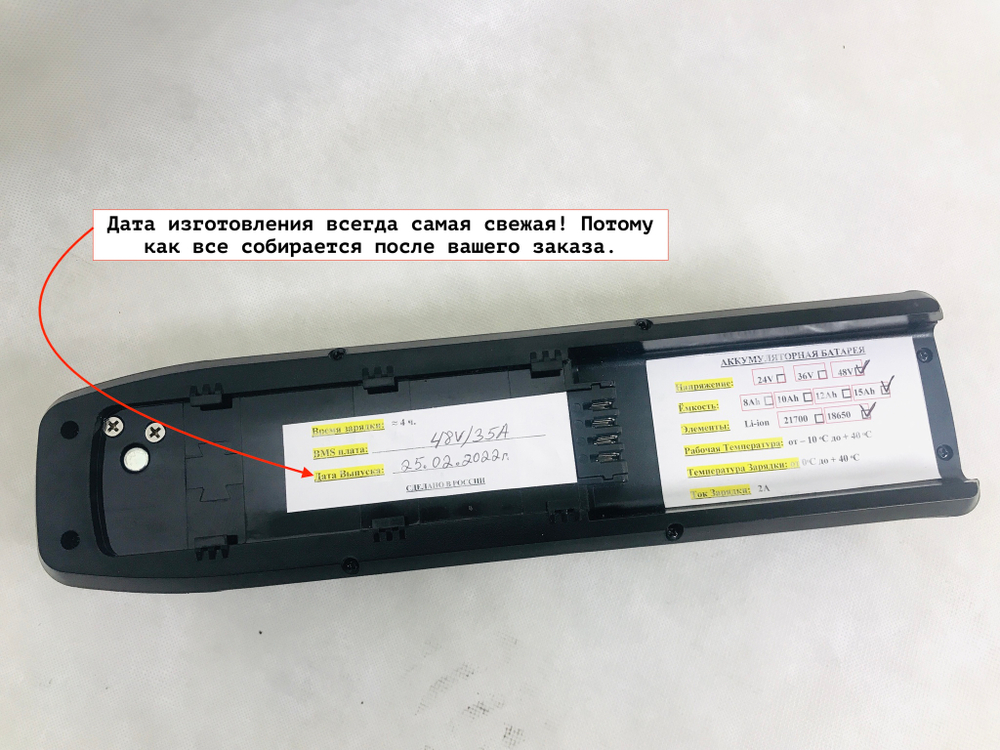 Дата изготовления всегда самая свежая! Потому
как все собирается после вашего заказа.
Время зарядки: ≈ 4 ч.
BMS плата: 48V/35A
Дата Выпуска: 25.02.2022г.
СДЕЛАНО В РОССИИ
АККУМУЛЯТОРНАЯ БАТАРЕЯ
Напряжение: 24V 36V 48V
Ёмкость: 8Ah 10Ah 12Ah 15Ah
Элементы: Li-ion 21700 18650
Рабочая Температура: от – 10 °C до + 40 °C
Температура Зарядки: 0°C до + 40 °C
Ток Зарядки: 2A